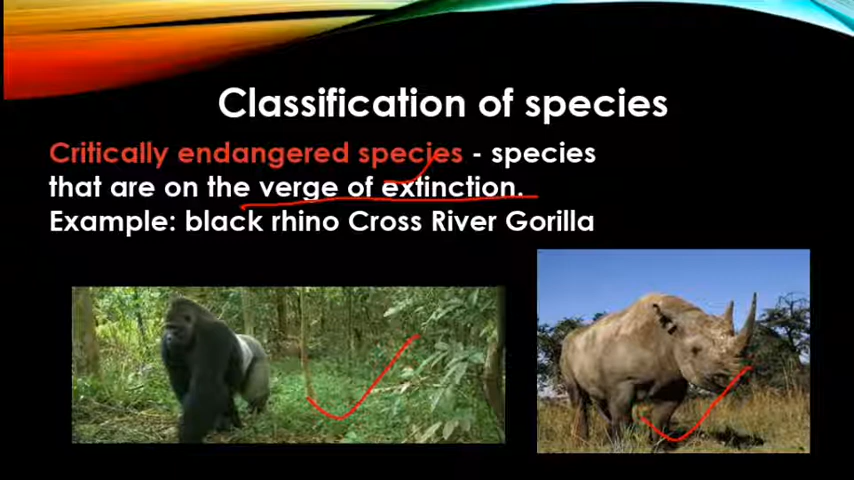 Classification of species
Critically endangered species - species
that are on the verge of extinction.
Example: black rhino Cross River Gorilla